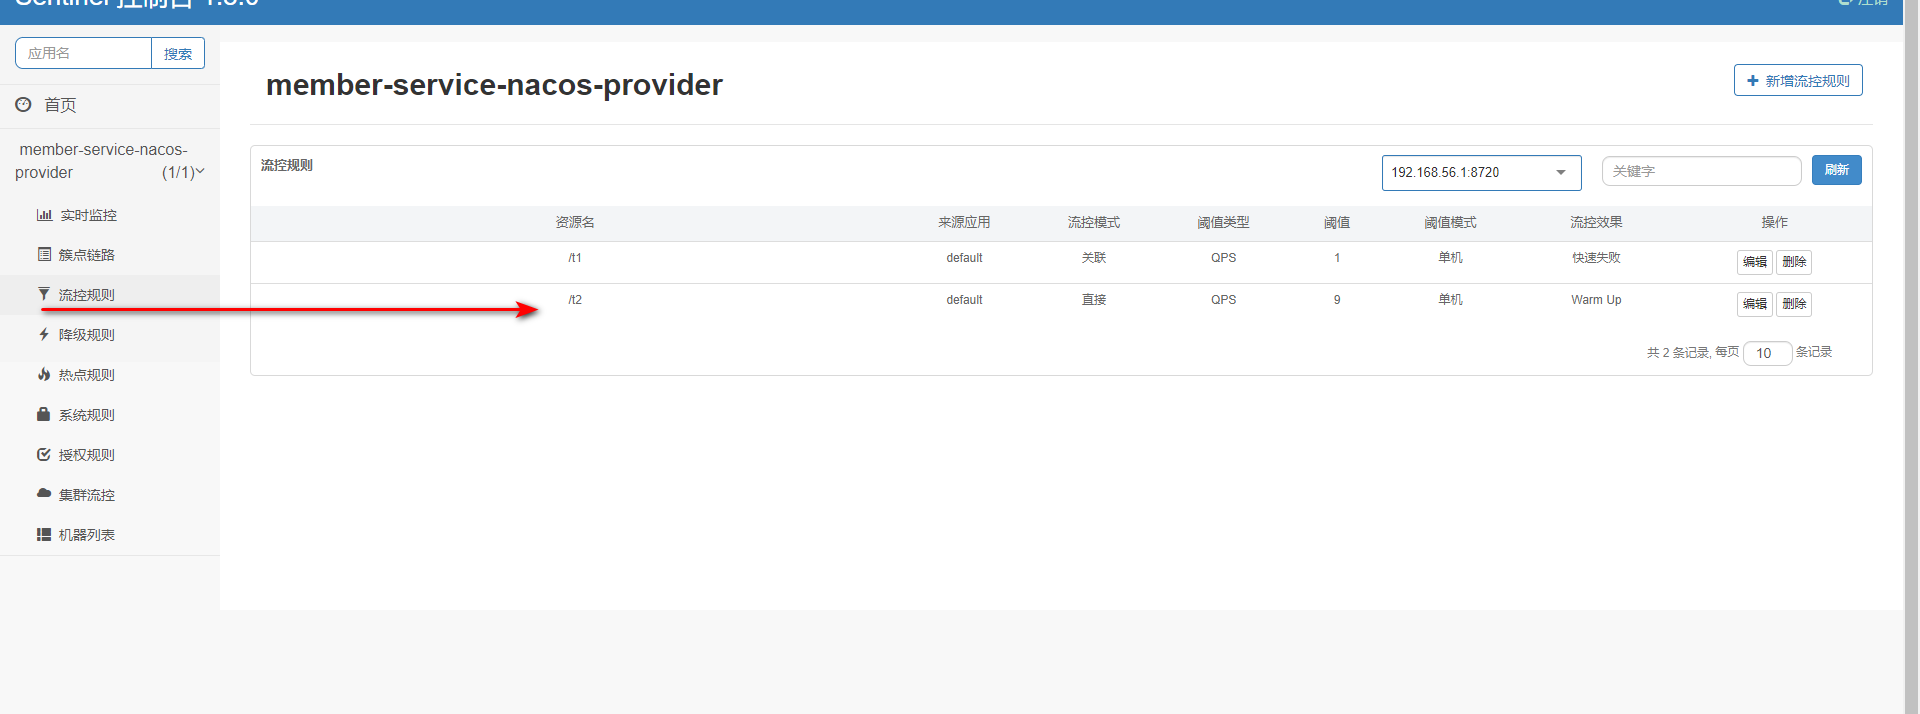 注销
应用名 搜索
member-service-nacos-provider
新增流控规则
首页
member-service-nacos-
provider (1/1)
流控规则
192.168.56.1:8720 关键字 刷新
实时监控
簇点链路
流控规则
降级规则
热点规则
系统规则
授权规则
集群流控
机器列表
资源名 来源应用 流控模式 阈值类型 阈值 阈值模式 流控效果 操作
/t1 default 关联 QPS 1 单机 快速失败 编辑 删除
/t2 default 直接 QPS 9 单机 Warm Up 编辑 删除
共 2 条记录, 每页 10 条记录